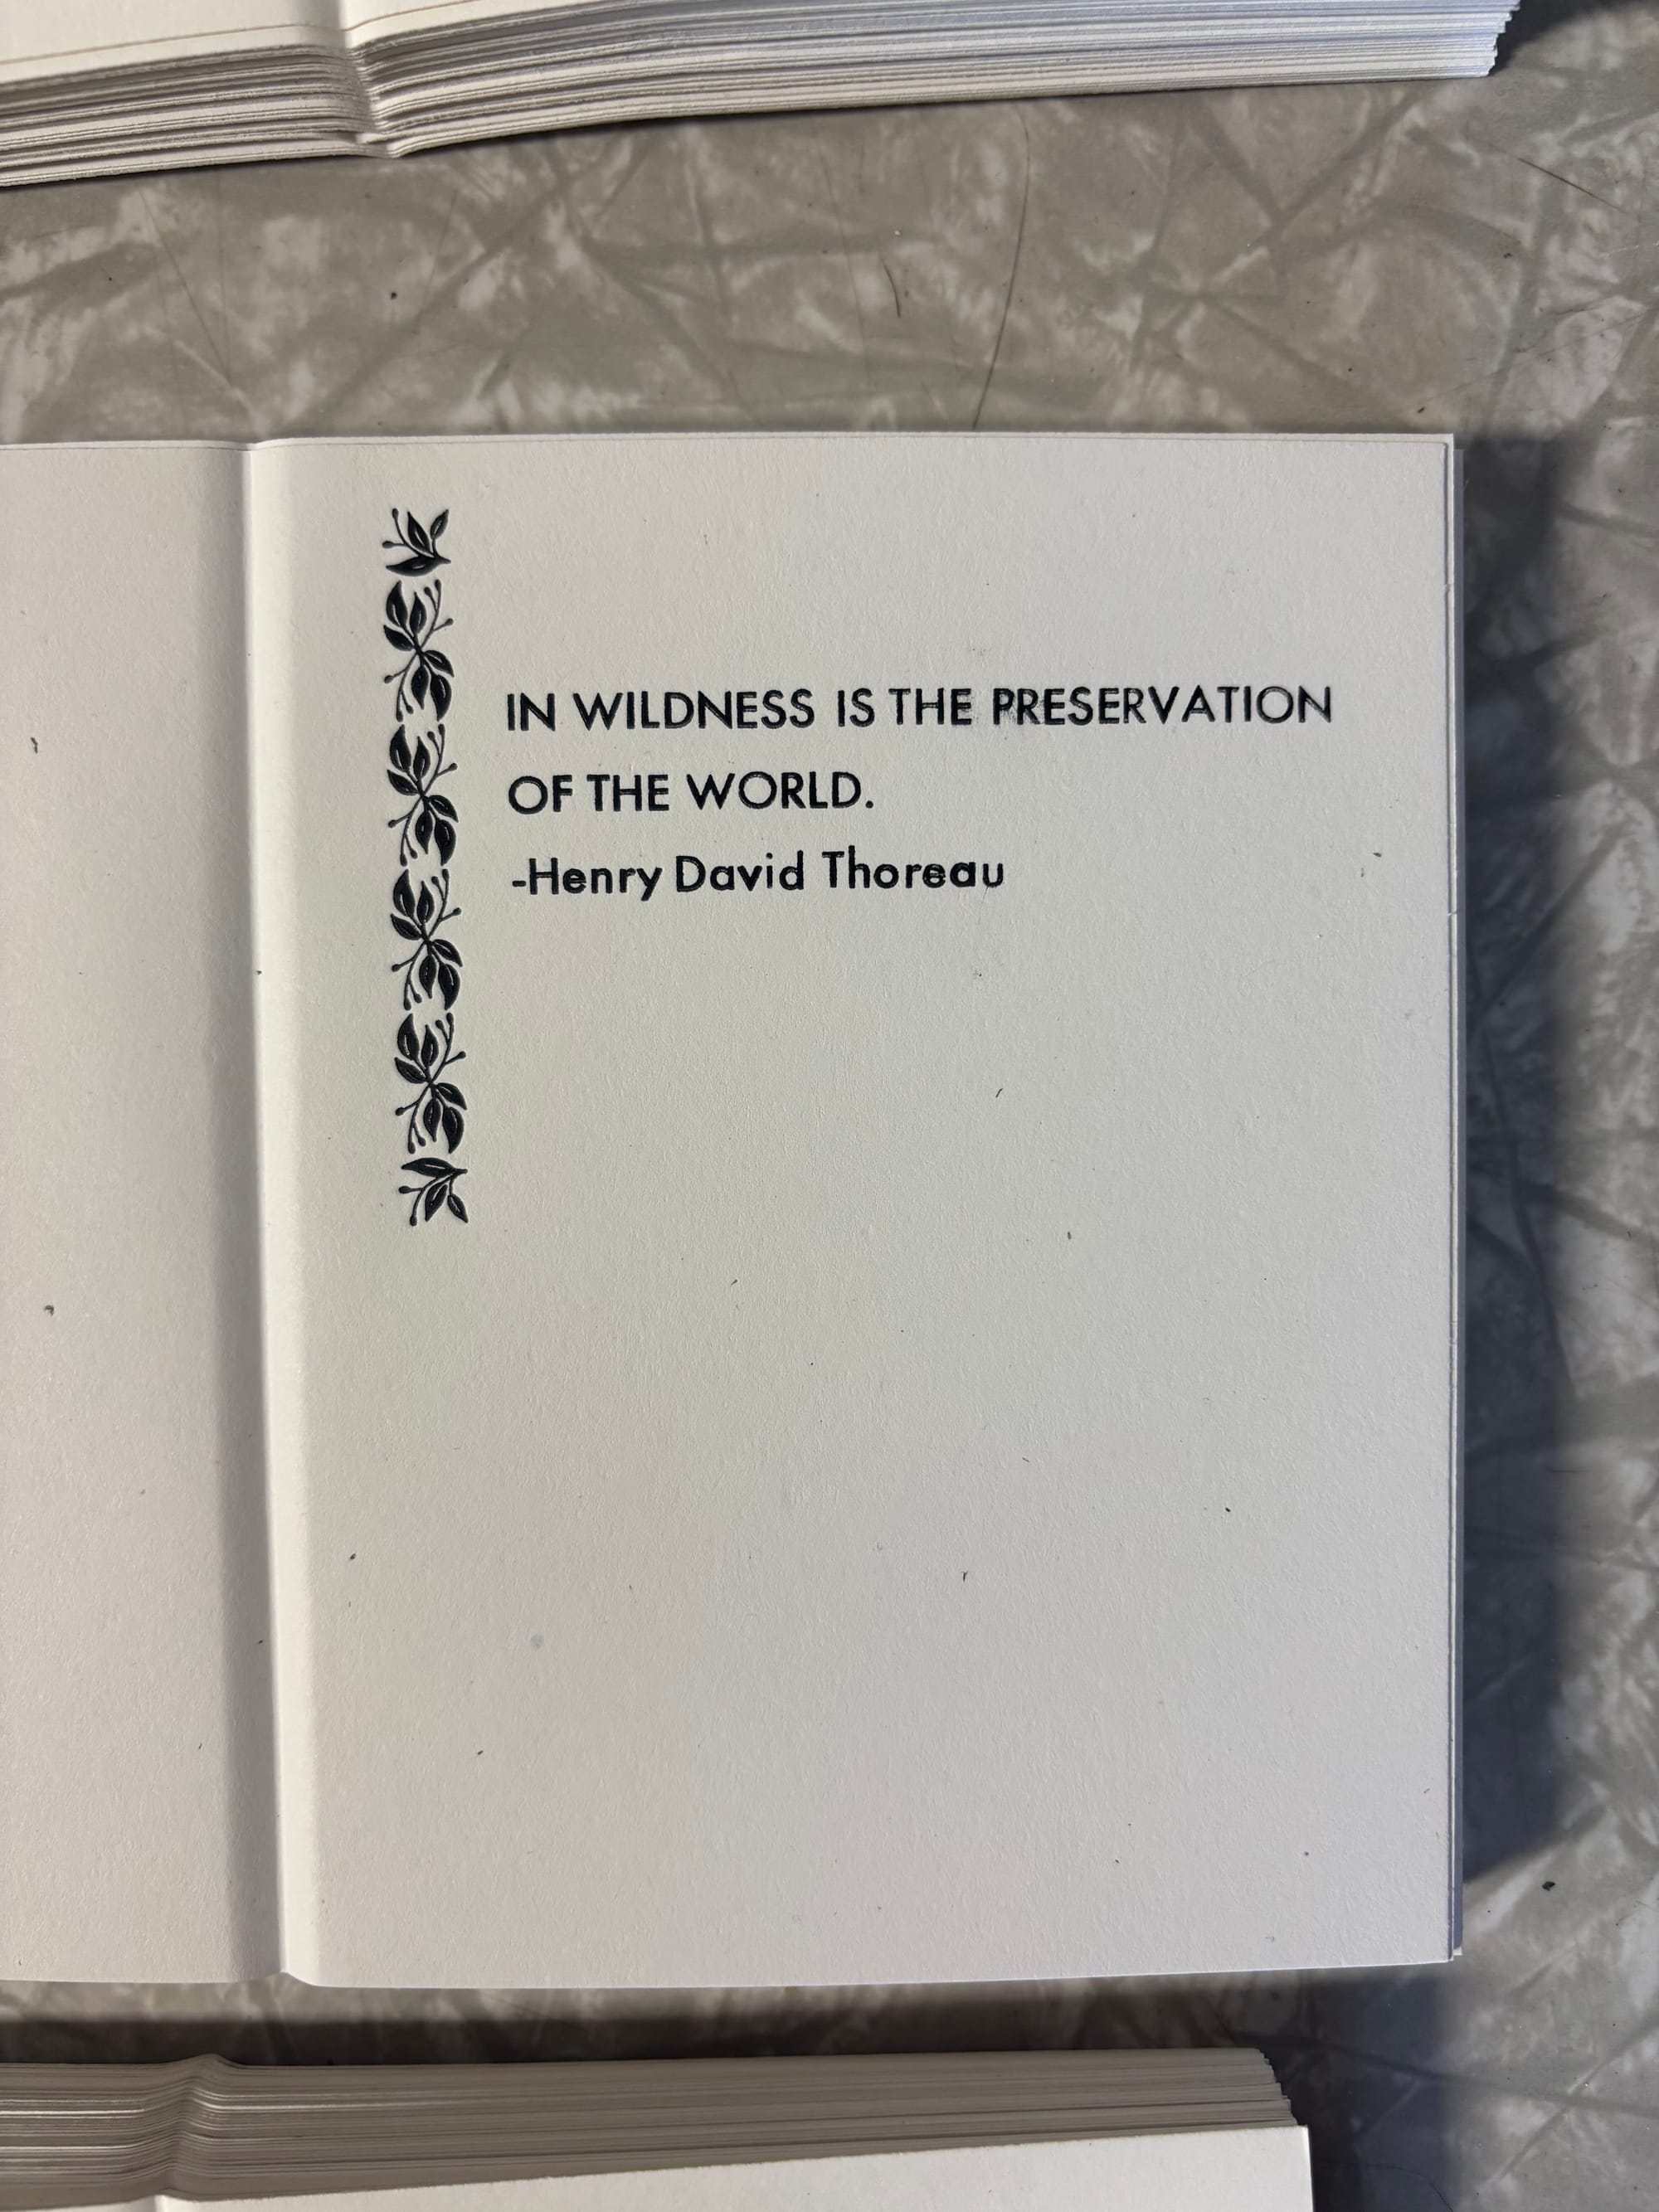 IN WILDNESS IS THE PRESERVATION
OF THE WORLD.
-Henry David Thoreau